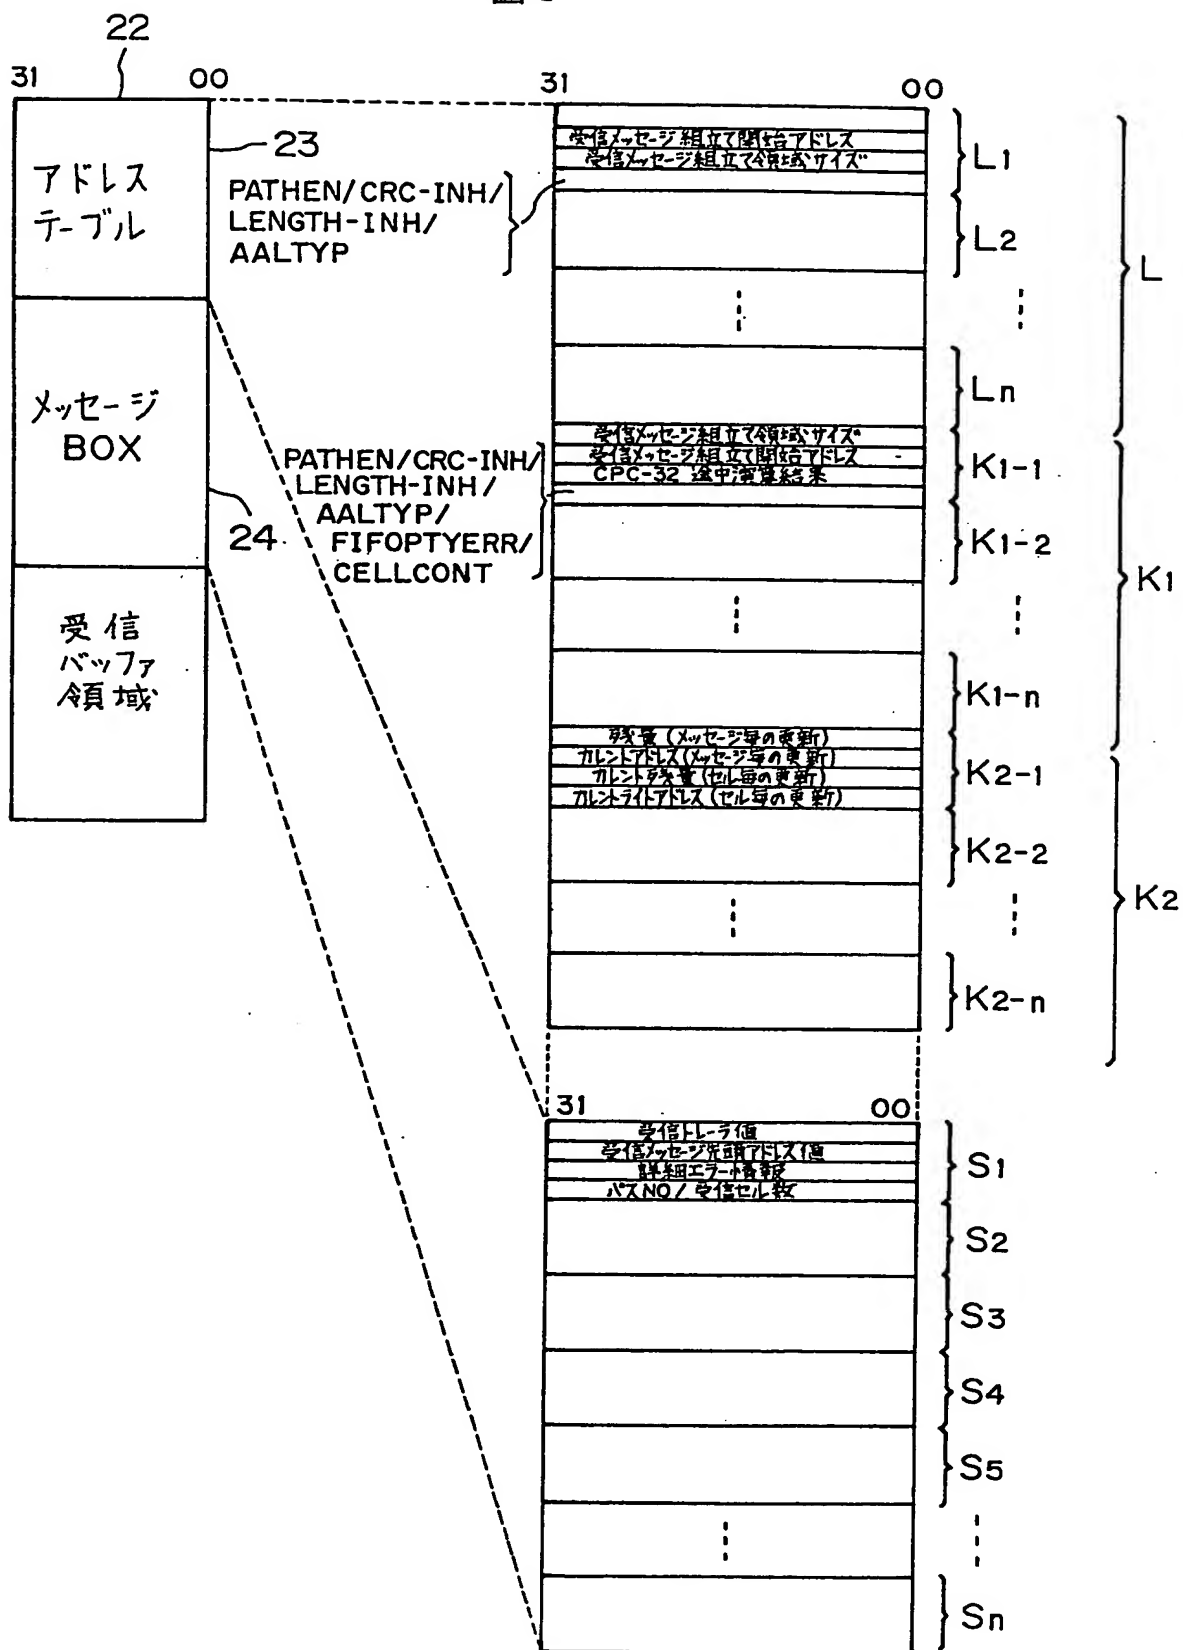 22
31 00
アドレス
テーブル
23
メッセージ
BOX
24
受信
バッファ
領域
31 00
受信メッセージ組立て開始アドレス
受信メッセージ組立て領域サイズ
PATHEN/CRC-INH/
LENGTH-INH/
AALTYP
L1
L2
Ln
L
受信メッセージ組立て領域サイズ
受信メッセージ組立て開始アドレス
CPC-32 途中演算結果
PATHEN/CRC-INH/
LENGTH-INH/
AALTYP/
FIFOPTYERR/
CELLCONT
K1-1
K1-2
K1-n
K1
残量(メッセージ毎の更新)
カレントアドレス(メッセージ毎の更新)
カレント残量(セル毎の更新)
カレントライトアドレス(セル毎の更新)
K2-1
K2-2
K2-n
K2
31 00
受信トレーラ値
受信メッセージ先頭アドレス値
詳細エラー情報
パスNO/受信セル数
S1
S2
S3
S4
S5
Sn